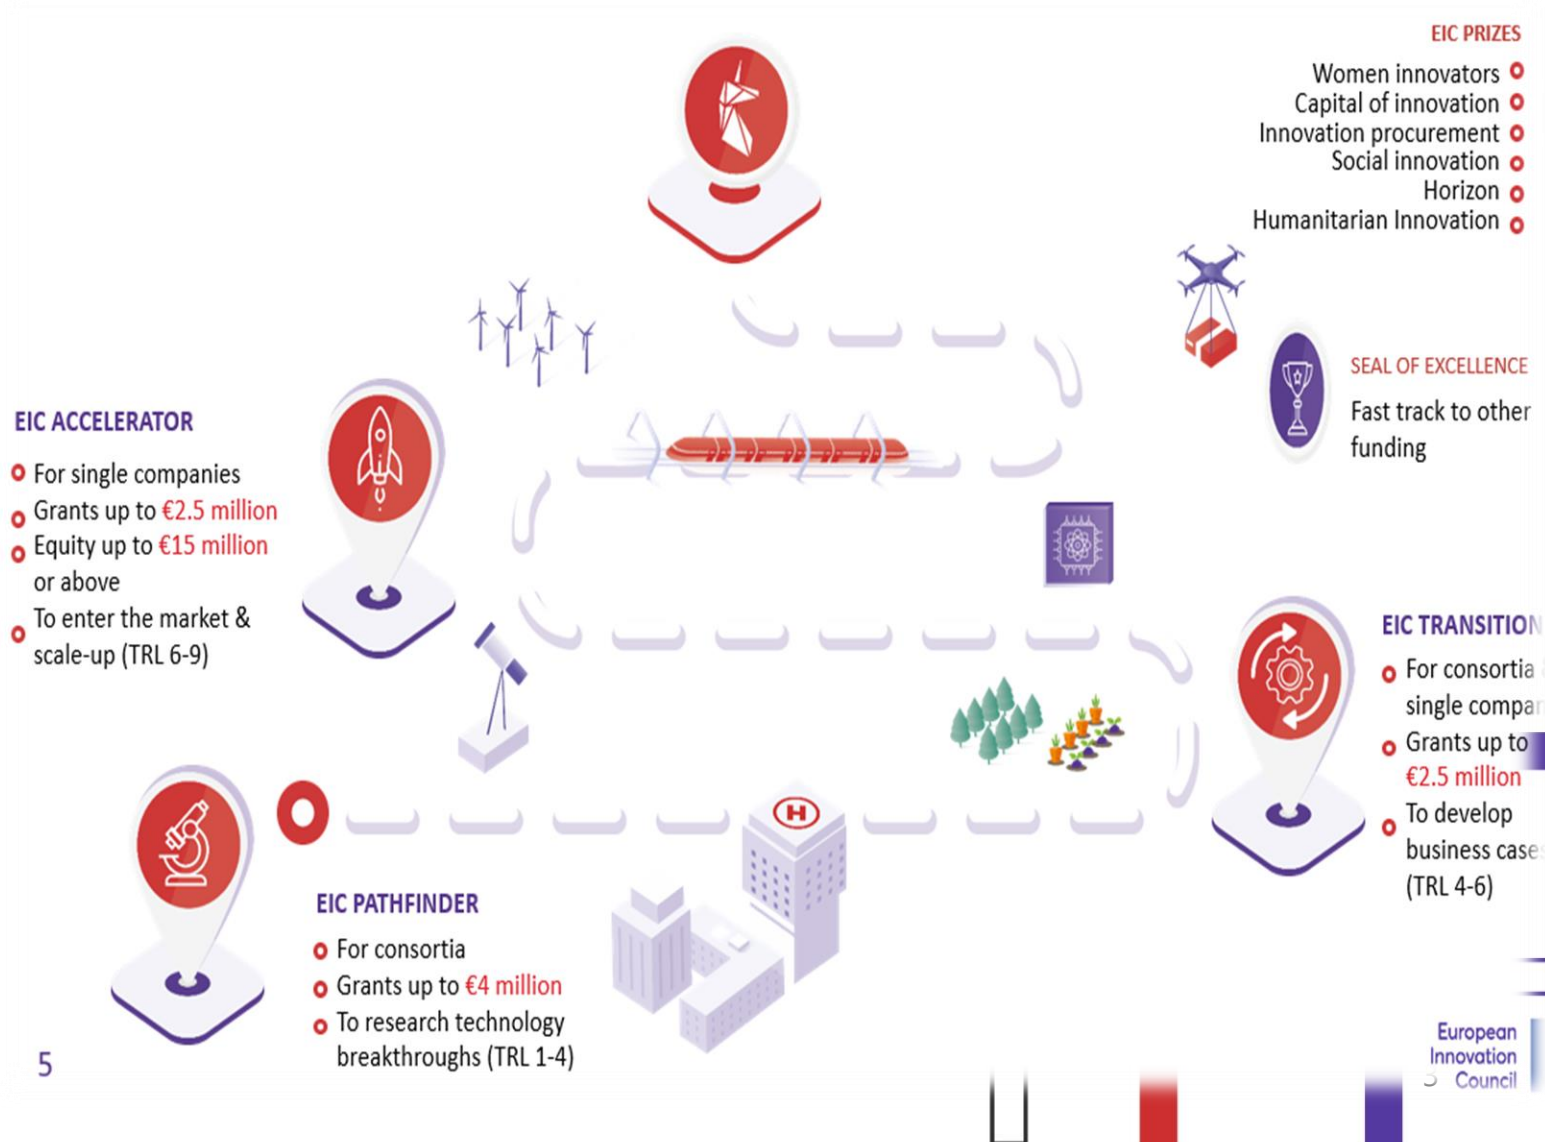 EIC PRIZES
Women innovators
Capital of innovation
Innovation procurement
Social innovation
Horizon
Humanitarian Innovation
SEAL OF EXCELLENCE
Fast track to other
funding
EIC ACCELERATOR
For single companies
Grants up to €2.5 million
Equity up to €15 million
or above
To enter the market &
scale-up (TRL 6-9)
EIC TRANSITION
For consortia
single
Grants up to
€2.5 million
To develop
business cases
(TRL 4-6)
H
EIC PATHFINDER
For consortia
Grants up to €4 million
To research technology
breakthroughs (TRL 1-4)
5
European
Innovation
Council